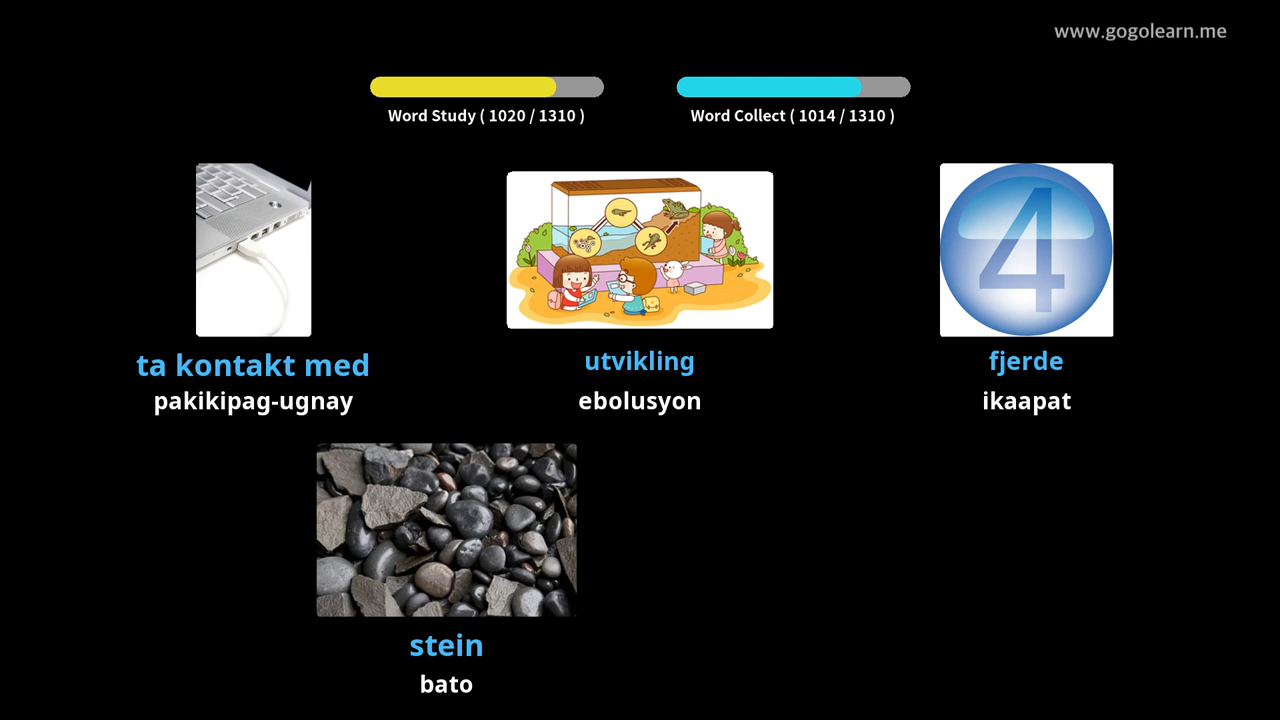 www.gogolearn.me
Word Study ( 1020 / 1310 )
Word Collect ( 1014 / 1310 )
4
ta kontakt med
pakikipag-ugnay
utvikling
ebolusyon
fjerde
ikaapat
stein
bato